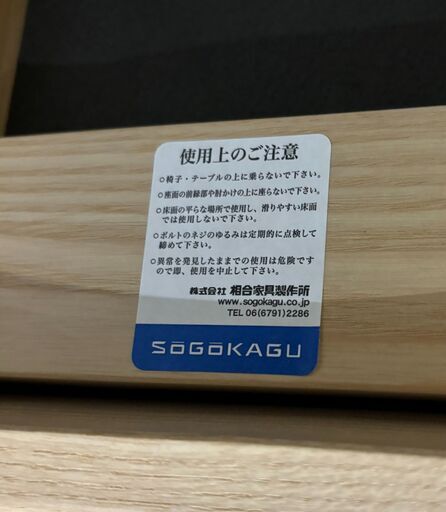 使用上のご注意
○椅子・テーブルの上に乗らないで下さい。
○座面の前縁部や肘かけの上に座らないで下さい。
○床面の平らな場所で使用し、滑りやすい床面
では使用しないで下さい。
○ボルトのネジのゆるみは定期的に点検して
締めて下さい。
○異常を発見したままでの使用は危険です
ので即、使用を中止して下さい。
株式会社 相合家具製作所
www.sogokagu.co.jp
TEL 06(6791)2286
SŌGŌKAGU